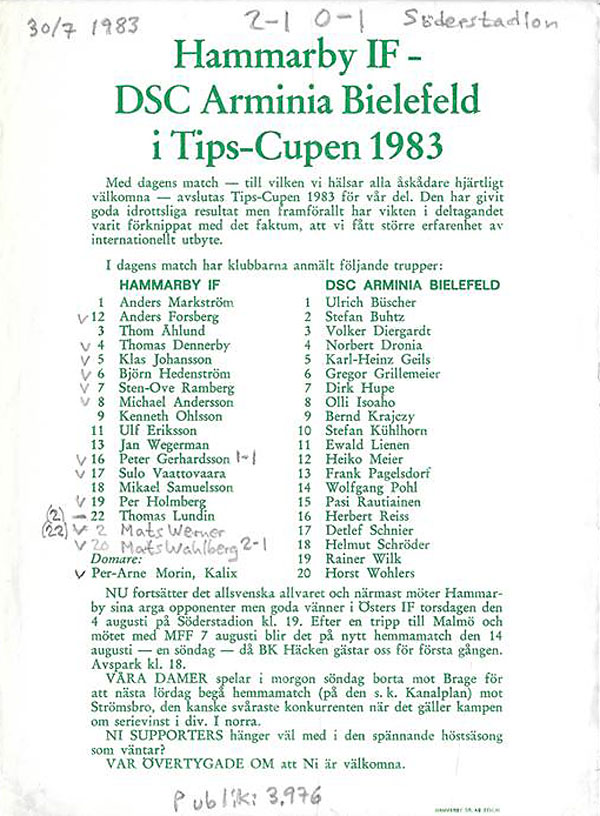 30/7 1983 2-1 0-1 Söderstadion
Hammarby IF -
DSC Arminia Bielefeld
i Tips-Cupen 1983
Med dagens match — till vilken vi hälsar alla åskådare hjärtligt
välkomna — avslutas Tips-Cupen 1983 för vår del. Den har givit
goda idrottsliga resultat men framförallt har vikten i deltagandet
varit förknippat med det faktum, att vi fått större erfarenhet av
internationellt utbyte.
I dagens match har klubbarna anmält följande trupper:
HAMMARBY IF
1 Anders Markström
v 12 Anders Forsberg
3 Thom Åhlund
v 4 Thomas Dennerby
v 5 Klas Johansson
v 6 Björn Hedenström
v 7 Sten-Ove Ramberg
v 8 Michael Andersson
9 Kenneth Ohlsson
11 Ulf Eriksson
13 Jan Wegerman
v 16 Peter Gerhardsson 1-1
v 17 Sulo Vaattovaara
18 Mikael Samuelsson
v 19 Per Holmberg
(2) — 22 Thomas Lundin
(22) v 2 Mats Werner
v 20 Mats Wahlberg 2-1
Domare:
v Per-Arne Morin, Kalix
DSC ARMINIA BIELEFELD
1 Ulrich Büscher
2 Stefan Buhtz
3 Volker Diergardt
4 Norbert Dronia
5 Karl-Heinz Geils
6 Gregor Grillemeier
7 Dirk Hupe
8 Olli Isoaho
9 Bernd Krajczy
10 Stefan Kühlhorn
11 Ewald Lienen
12 Heiko Meier
13 Frank Pagelsdorf
14 Wolfgang Pohl
15 Pasi Rautiainen
16 Herbert Reiss
17 Detlef Schnier
18 Helmut Schröder
19 Rainer Wilk
20 Horst Wohlers
NU fortsätter det allsvenska allvaret och närmast möter Hammar-
by sina arga opponenter men goda vänner i Östers IF torsdagen den
4 augusti på Söderstadion kl. 19. Efter en tripp till Malmö och
mötet med MFF 7 augusti blir det på nytt hemmamatch den 14
augusti — en söndag — då BK Häcken gästar oss för första gången.
Avspark kl. 18.
VÅRA DAMER spelar i morgon söndag borta mot Brage för
att nästa lördag begå hemmamatch (på den s. k. Kanalplan) mot
Strömsbro, den kanske svåraste konkurrenten när det gäller kampen
om serievinst i div. I norra.
NI SUPPORTERS hänger väl med i den spännande höstsäsong
som väntar?
VAR ÖVERTYGADE OM att Ni är välkomna.
Publik: 3.976